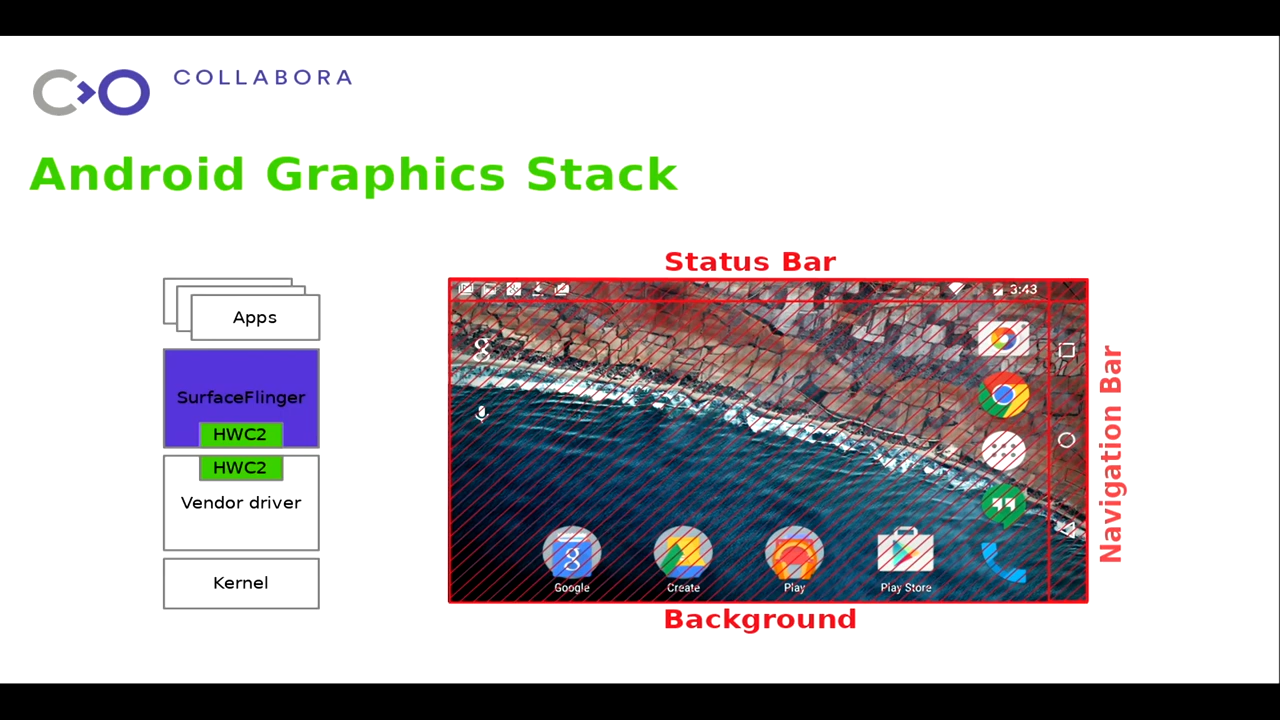 COLLABORA
Android Graphics Stack
Apps
SurfaceFlinger
HWC2
HWC2
Vendor driver
Kernel
Status Bar
3:43
Google
Create
Play
Play Store
Navigation Bar
Background